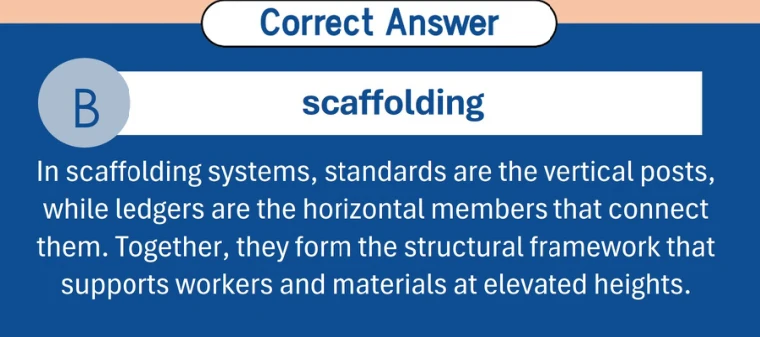 Correct Answer
B
scaffolding
In scaffolding systems, standards are the vertical posts,
while ledgers are the horizontal members that connect
them. Together, they form the structural framework that
supports workers and materials at elevated heights.